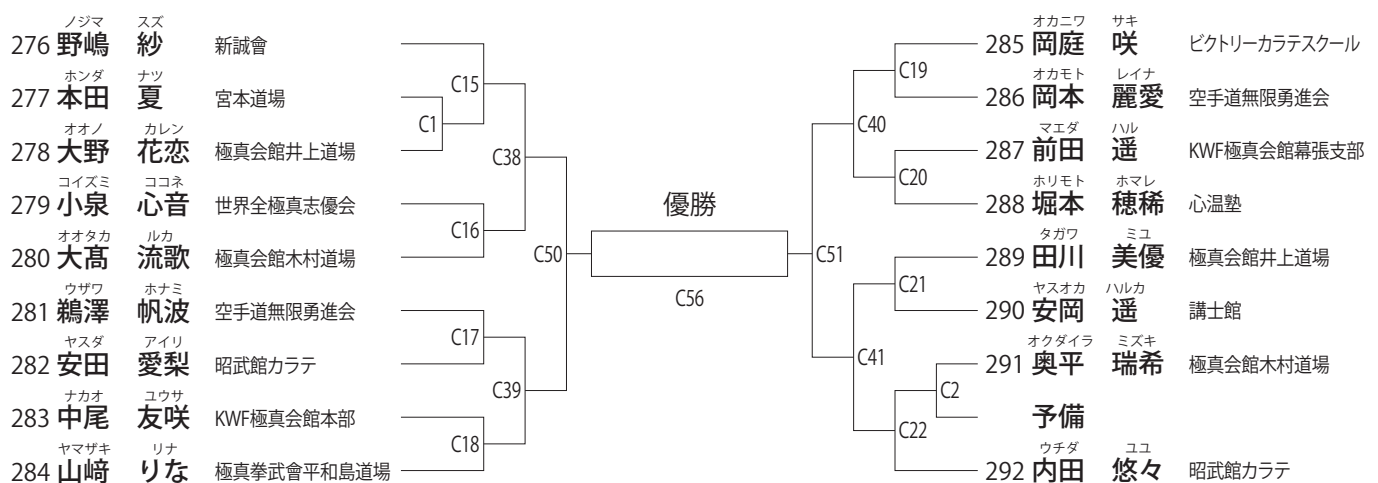 ノジマ スズ
276 野嶋 紗 新誠會
ホンダ ナツ
277 本田 夏 宮本道場
オオノ カレン
278 大野 花恋 極真会館井上道場
コイズミ ココネ
279 小泉 心音 世界全極真志優会
オオタカ ルカ
280 大髙 流歌 極真会館木村道場
ウザワ ホナミ
281 鵜澤 帆波 空手道無限勇進会
ヤスダ アイリ
282 安田 愛梨 昭武館カラテ
ナカオ ユウサ
283 中尾 友咲 KWF極真会館本部
ヤマザキ リナ
284 山﨑 りな 極真拳武會平和島道場
C15
C1
C38
C16
C50
C17
C39
C18
優勝
C56
C51
C19
C40
C20
C21
C41
C2
C22
オカニワ サキ
285 岡庭 咲 ビクトリーカラテスクール
オカモト レイナ
286 岡本 麗愛 空手道無限勇進会
マエダ ハル
287 前田 遥 KWF極真会館幕張支部
ホリモト ホマレ
288 堀本 穂稀 心温塾
タガワ ミユ
289 田川 美優 極真会館井上道場
ヤスオカ ハルカ
290 安岡 遥 講士館
オクダイラ ミズキ
291 奥平 瑞希 極真会館木村道場
予備
ウチダ ユユ
292 内田 悠々 昭武館カラテ